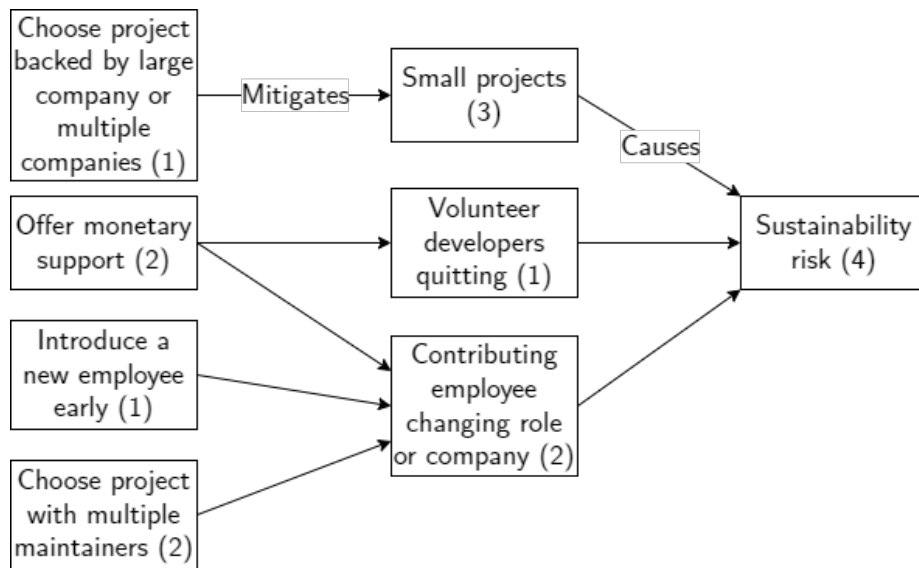 Choose project
backed by large
company or
multiple
companies (1)
Mitigates
Small projects
(3)
Causes
Offer monetary
support (2)
Volunteer
developers
quitting (1)
Sustainability
risk (4)
Introduce a
new employee
early (1)
Contributing
employee
changing role
or company (2)
Choose project
with multiple
maintainers (2)